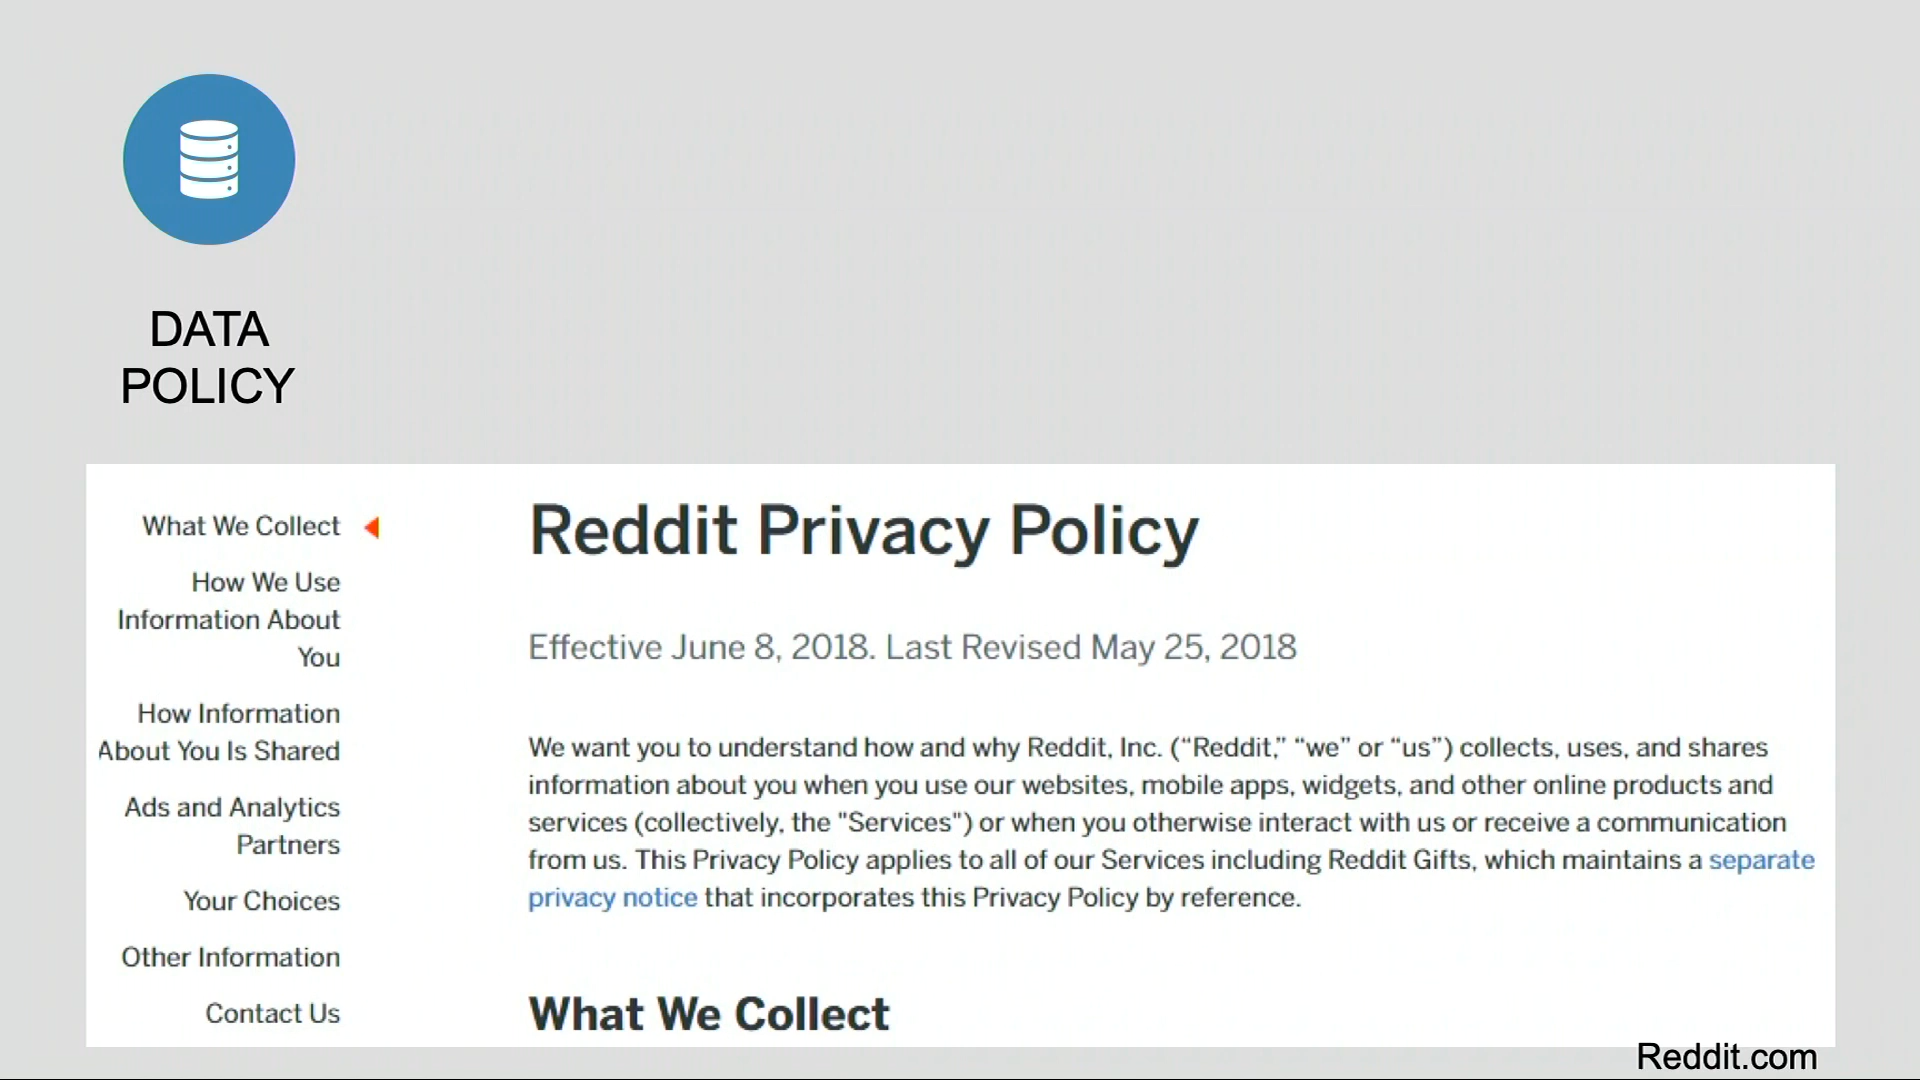 DATA
POLICY
What We Collect
How We Use
Information About
You
How Information
About You Is Shared
Ads and Analytics
Partners
Your Choices
Other Information
Contact Us
Reddit Privacy Policy
Effective June 8, 2018. Last Revised May 25, 2018
We want you to understand how and why Reddit, Inc. (“Reddit,” “we” or “us”) collects, uses, and shares
information about you when you use our websites, mobile apps, widgets, and other online products and
services (collectively, the "Services") or when you otherwise interact with us or receive a communication
from us. This Privacy Policy applies to all of our Services including Reddit Gifts, which maintains a separate
privacy notice that incorporates this Privacy Policy by reference.
What We Collect
Reddit.com